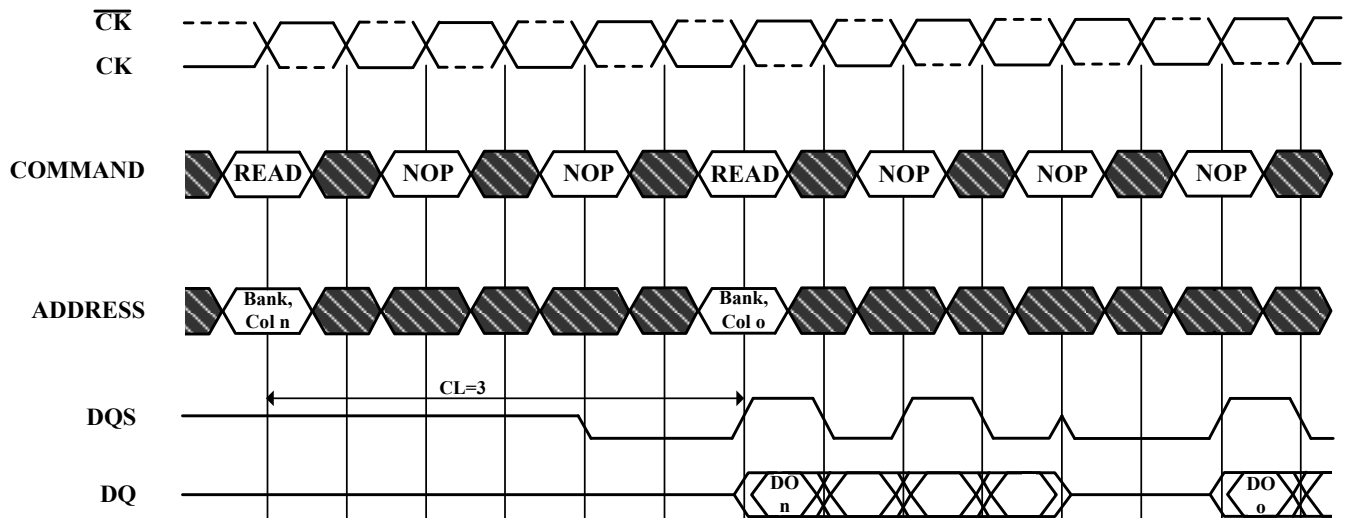 C̅K̅
CK
COMMAND READ NOP NOP READ NOP NOP NOP
ADDRESS Bank, Col n Bank, Col o
CL=3
DQS
DQ DO n DO o